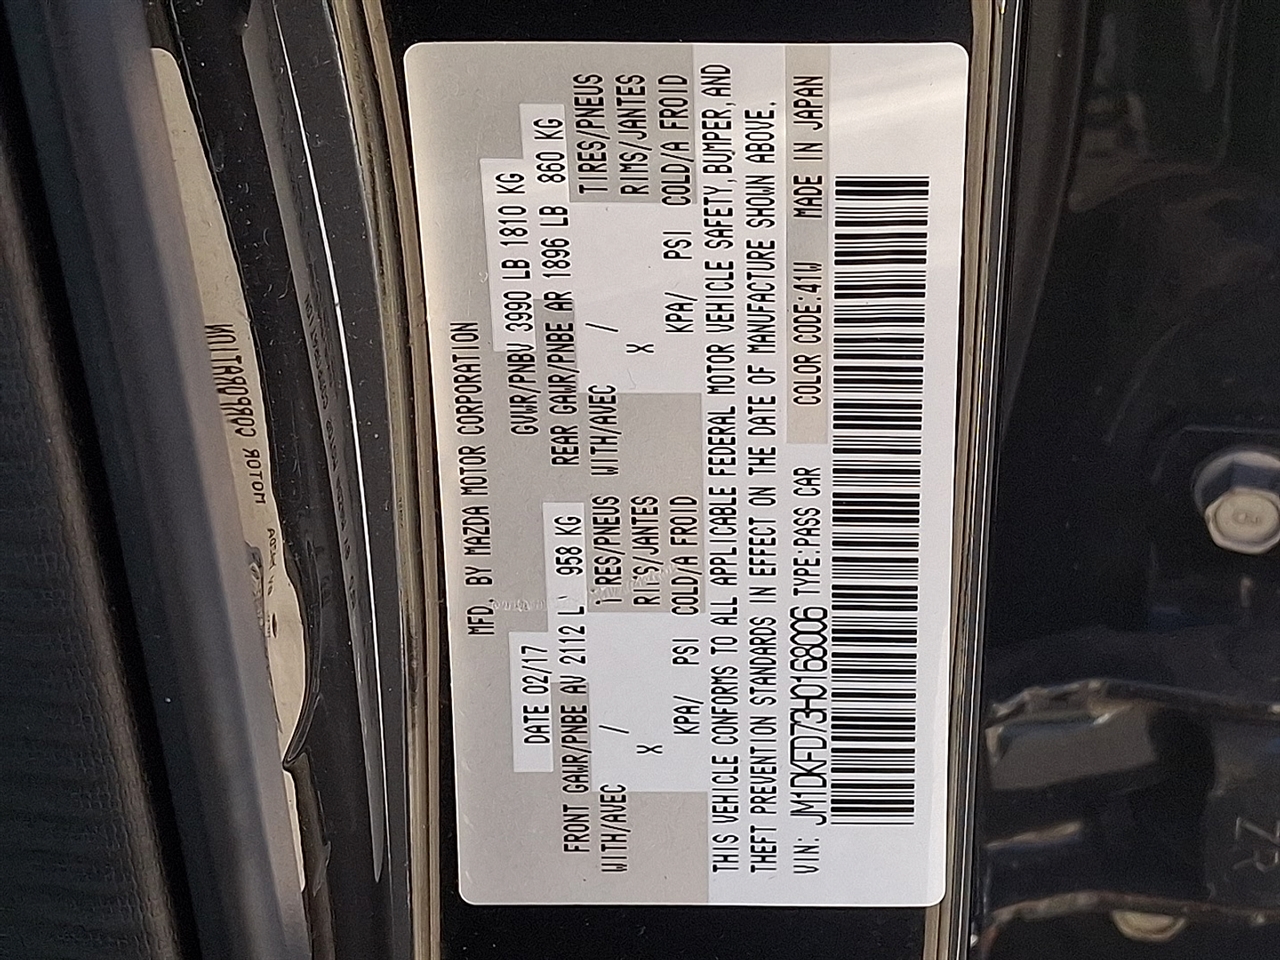 MFD. BY MAZDA MOTOR CORPORATION
DATE 02/17 GVWR/PNBV 3990 LB 1810 KG
FRONT GAWR/PNBE AV 2112 L 958 KG REAR GAWR/PNBE AR 1896 LB 860 KG
WITH/AVEC / TIRES/PNEUS WITH/AVEC / TIRES/PNEUS
X RIMS/JANTES X RIMS/JANTES
KPA/ PSI COLD/A FROID KPA/ PSI COLD/A FROID
THIS VEHICLE CONFORMS TO ALL APPLICABLE FEDERAL MOTOR VEHICLE SAFETY, BUMPER, AND
THEFT PREVENTION STANDARDS IN EFFECT ON THE DATE OF MANUFACTURE SHOWN ABOVE.
VIN: JM1DKFD73H0168006 TYPE:PASS CAR COLOR CODE:41W MADE IN JAPAN